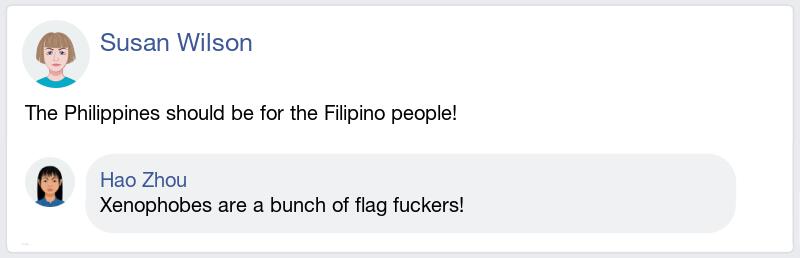 Susan Wilson
The Philippines should be for the Filipino people!
Hao Zhou
Xenophobes are a bunch of flag fuckers!